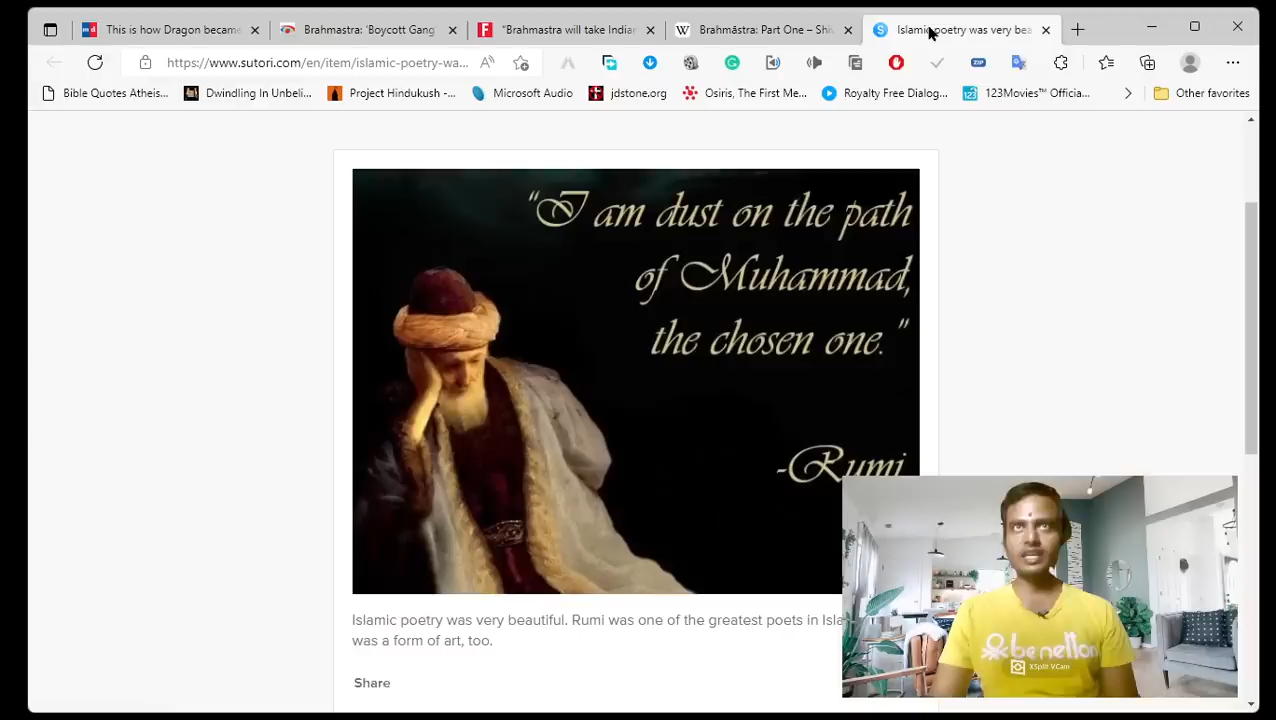 This is how Dragon became
Brahmastra: 'Boycott Gang'
"Brahmastra will take Indian
Brahmāstra: Part One – Shiv
Islamic poetry was very bea
https://www.sutori.com/en/item/islamic-poetry-wa...
Bible Quotes Atheis...
Dwindling In Unbeli...
Project Hindukush -...
Microsoft Audio
jdstone.org
Osiris, The First Me...
Royalty Free Dialog...
123Movies™ Officia...
Other favorites
"I am dust on the path
of Muhammad,
the chosen one."
-Rumi
Islamic poetry was very beautiful. Rumi was one of the greatest poets in Isla
was a form of art, too.
Share
benetton
XSplit VCam